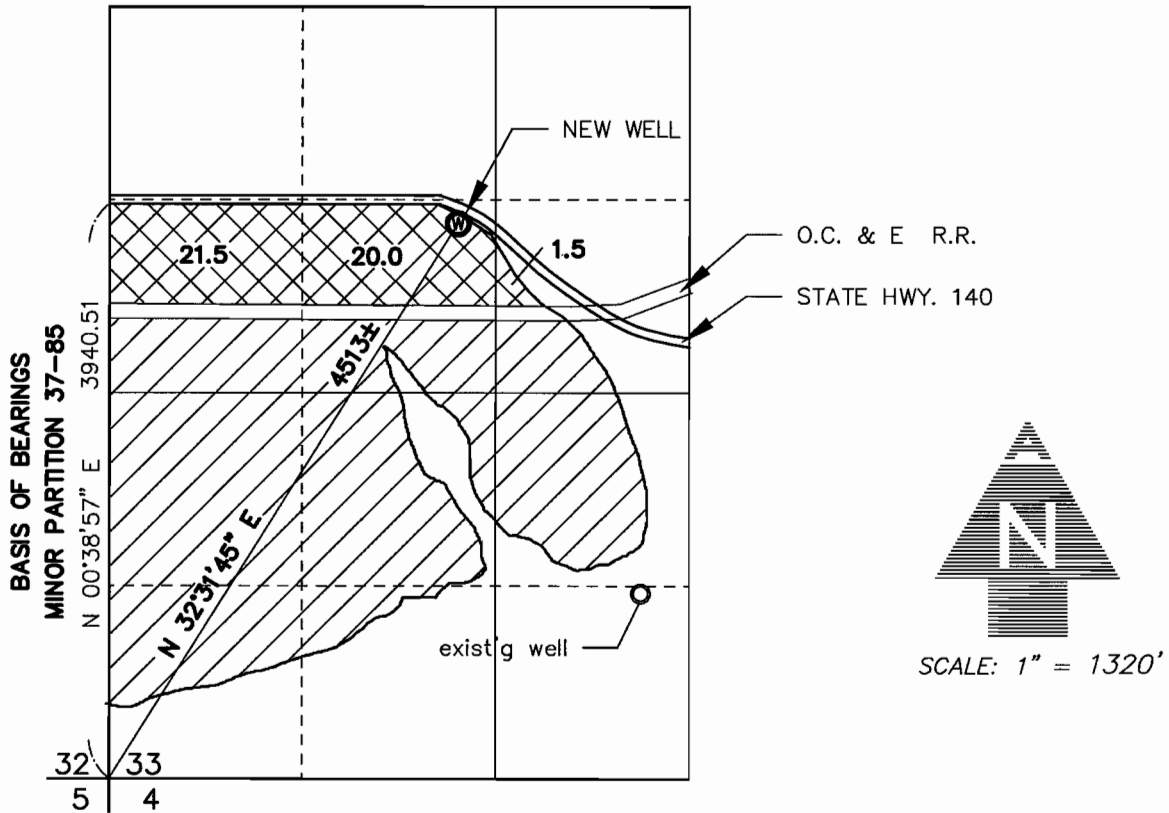 NEW WELL
O.C. & E R.R.
STATE HWY. 140
21.5
20.0
1.5
W
BASIS OF BEARINGS
MINOR PARTITION 37-85
N 00°38'57" E 3940.51
4513±
N 32°31'45" E
exist'g well
N
SCALE: 1" = 1320'
32 33
5 4